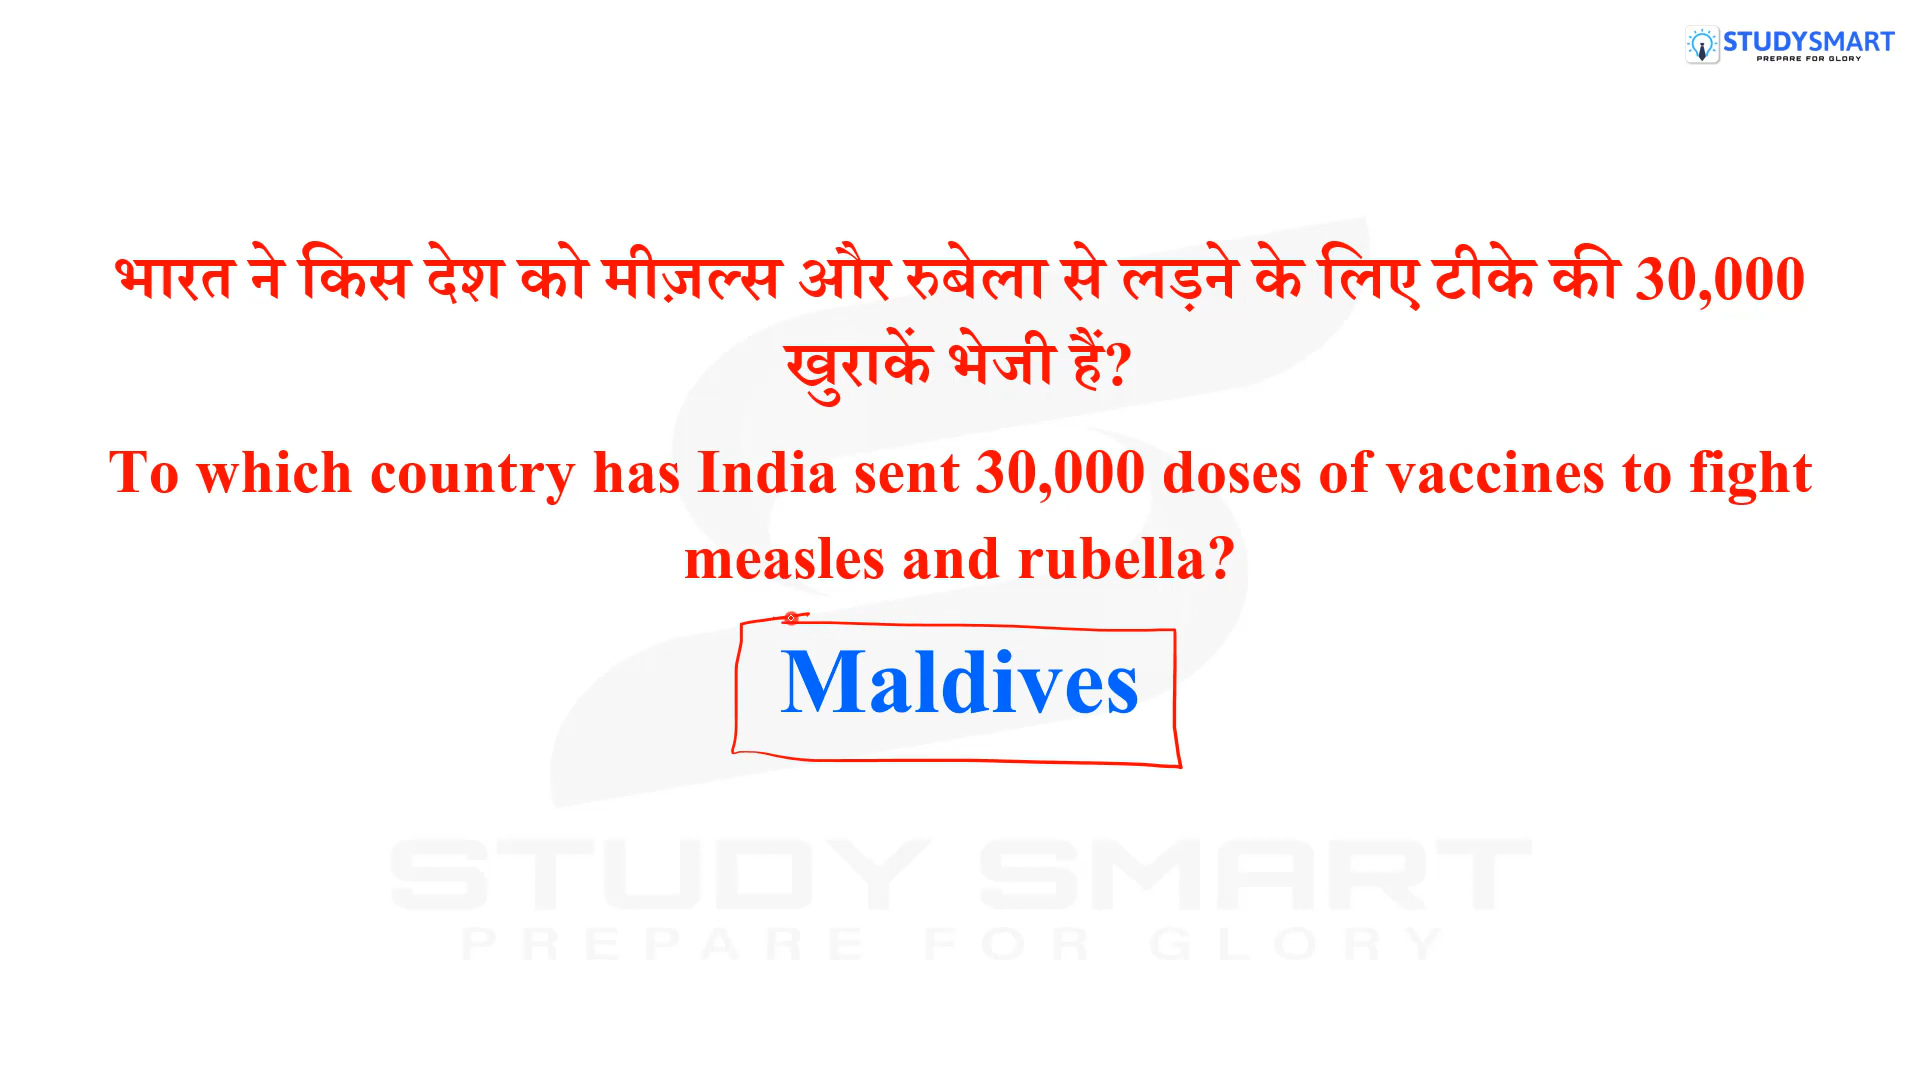 STUDYSMART
PREPARE FOR GLORY
भारत ने किस देश को मीज़ल्स और रुबेला से लड़ने के लिए टीके की 30,000
खुराकें भेजी हैं?
To which country has India sent 30,000 doses of vaccines to fight
measles and rubella?
Maldives
STUDY SMART
PREPARE FOR GLORY